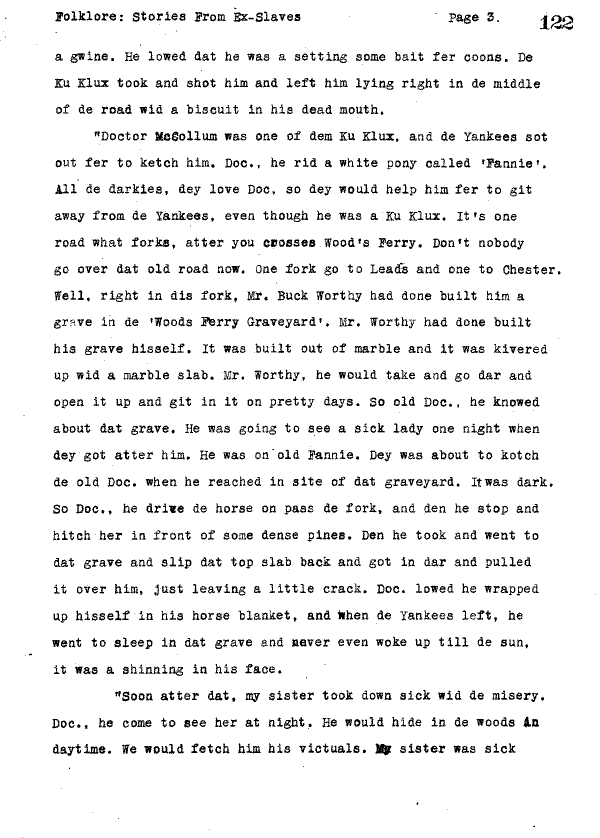 Folklore: Stories From Ex-Slaves Page 3. 122
a gwine. He lowed dat he was a setting some bait fer coons. De
Ku Klux took and shot him and left him lying right in de middle
of de road wid a biscuit in his dead mouth.
"Doctor McCollum was one of dem Ku Klux, and de Yankees sot
out fer to ketch him. Doc., he rid a white pony called 'Fannie'.
All de darkies, dey love Doc, so dey would help him fer to git
away from de Yankees, even though he was a Ku Klux. It's one
road what forks, atter you crosses Wood's Ferry. Don't nobody
go over dat old road now. One fork go to Leads and one to Chester.
Well, right in dis fork, Mr. Buck Worthy had done built him a
grave in de 'Woods Ferry Graveyard'. Mr. Worthy had done built
his grave hisself. It was built out of marble and it was kivered
up wid a marble slab. Mr. Worthy, he would take and go dar and
open it up and git in it on pretty days. So old Doc., he knowed
about dat grave. He was going to see a sick lady one night when
dey got atter him. He was on old Fannie. Dey was about to kotch
de old Doc. when he reached in site of dat graveyard. It was dark.
So Doc., he drive de horse on pass de fork, and den he stop and
hitch her in front of some dense pines. Den he took and went to
dat grave and slip dat top slab back and got in dar and pulled
it over him, just leaving a little crack. Doc. lowed he wrapped
up hisself in his horse blanket, and when de Yankees left, he
went to sleep in dat grave and never even woke up till de sun,
it was a shinning in his face.
"Soon atter dat, my sister took down sick wid de misery.
Doc., he come to see her at night. He would hide in de woods in
daytime. We would fetch him his victuals. My sister was sick